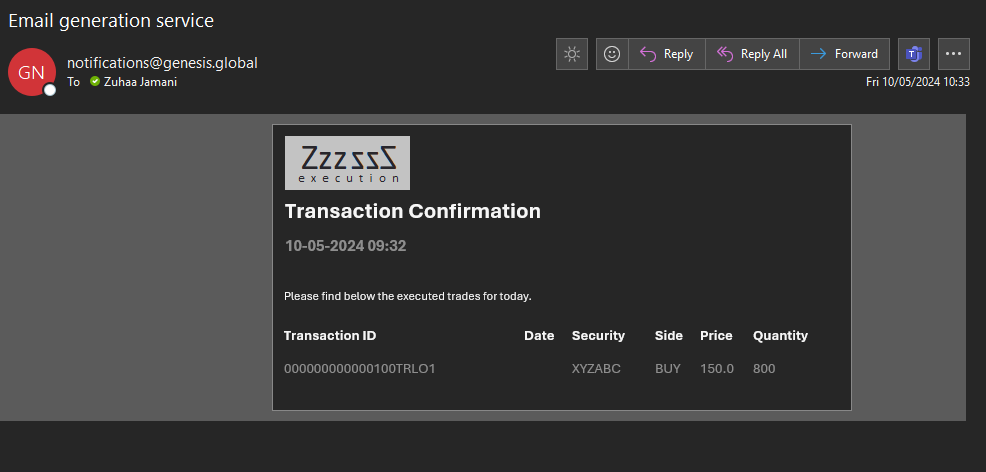 Email generation service
GN
notifications@genesis.global
To Zuhaa Jamani
Reply
Reply All
Forward
Fri 10/05/2024 10:33
ZzzzzZ
execution
Transaction Confirmation
10-05-2024 09:32
Please find below the executed trades for today.
Transaction ID Date Security Side Price Quantity
000000000000100TRLO1 XYZABC BUY 150.0 800